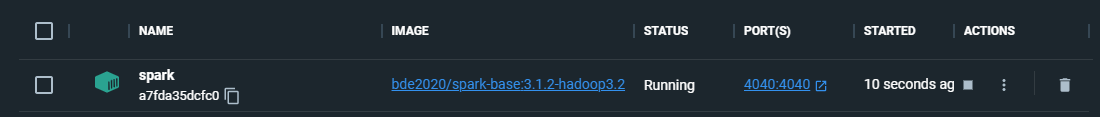 NAME IMAGE STATUS PORT(S) STARTED ACTIONS
spark
a7fda35dcfc0 bde2020/spark-base:3.1.2-hadoop3.2 Running 4040:4040 10 seconds ag